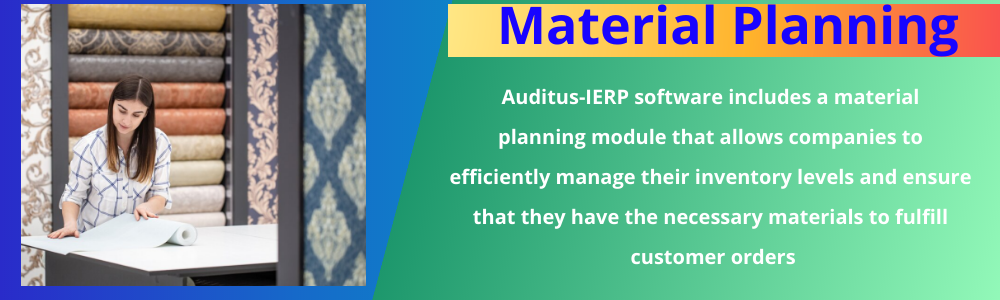 Material Planning
Auditus-IERP software includes a material
planning module that allows companies to
efficiently manage their inventory levels and ensure
that they have the necessary materials to fulfill
customer orders